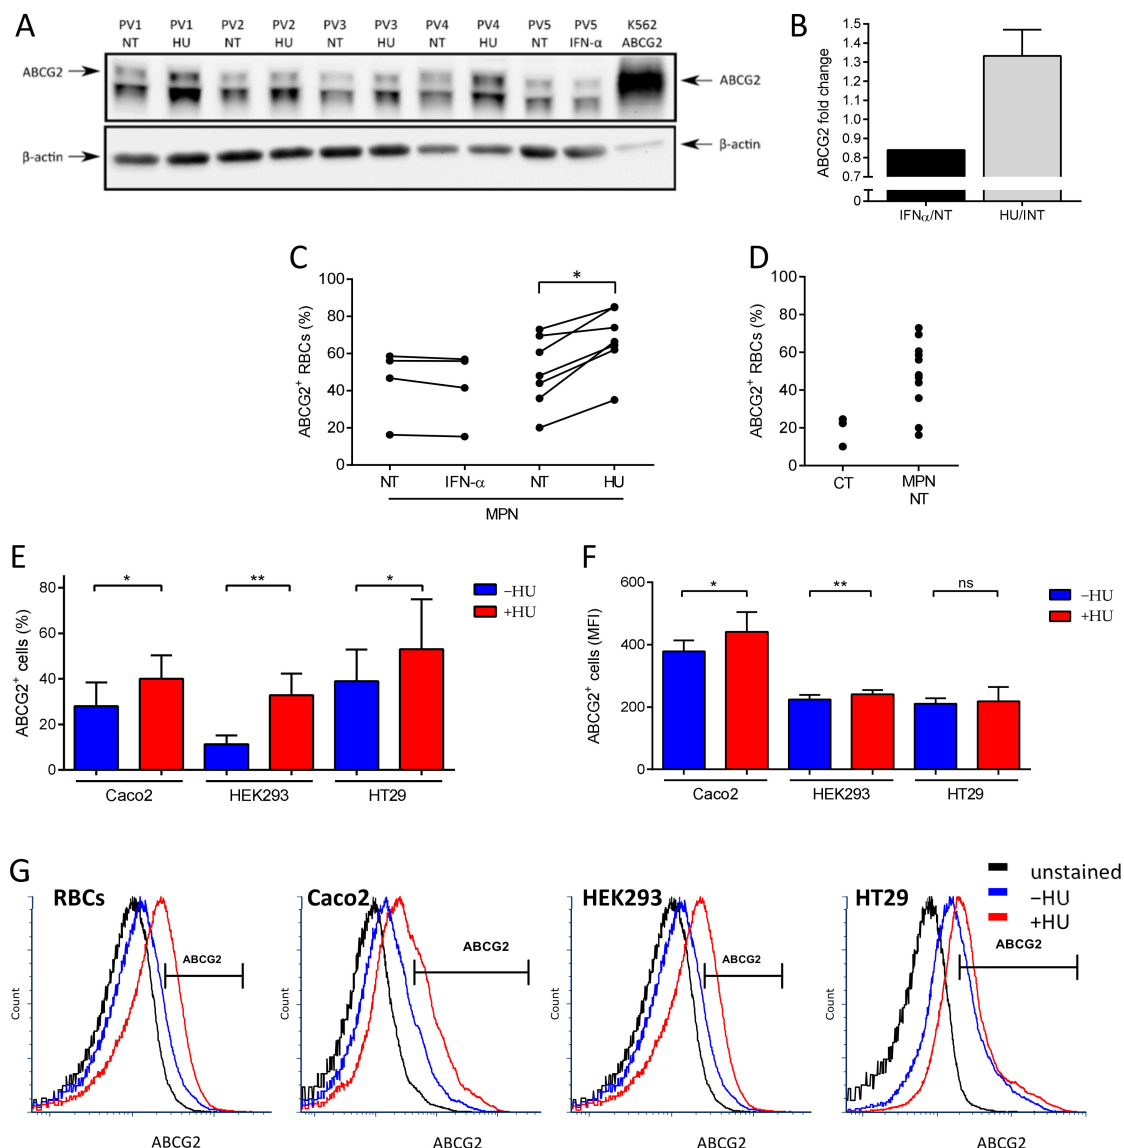 A
PV1 PV1 PV2 PV2 PV3 PV3 PV4 PV4 PV5 PV5 K562
NT HU NT HU NT HU NT HU NT IFN-α ABCG2
ABCG2
ABCG2
β-actin
β-actin
B
ABCG2 fold change
1.5
1.4
1.3
1.2
1.1
1.0
0.9
0.8
0.7
0
IFNα/NT HU/INT
C
ABCG2⁺ RBCs (%)
100
80
60
40
20
0
*
NT IFN-α NT HU
MPN
D
ABCG2⁺ RBCs (%)
100
80
60
40
20
0
CT MPN
NT
E
ABCG2⁺ cells (%)
80
60
40
20
0
* ** *
–HU
+HU
Caco2 HEK293 HT29
F
ABCG2⁺ cells (MFI)
600
400
200
0
* ** ns
–HU
+HU
Caco2 HEK293 HT29
G
unstained
–HU
+HU
RBCs
ABCG2
Count
ABCG2
Caco2
ABCG2
Count
ABCG2
HEK293
ABCG2
Count
ABCG2
HT29
ABCG2
Count
ABCG2